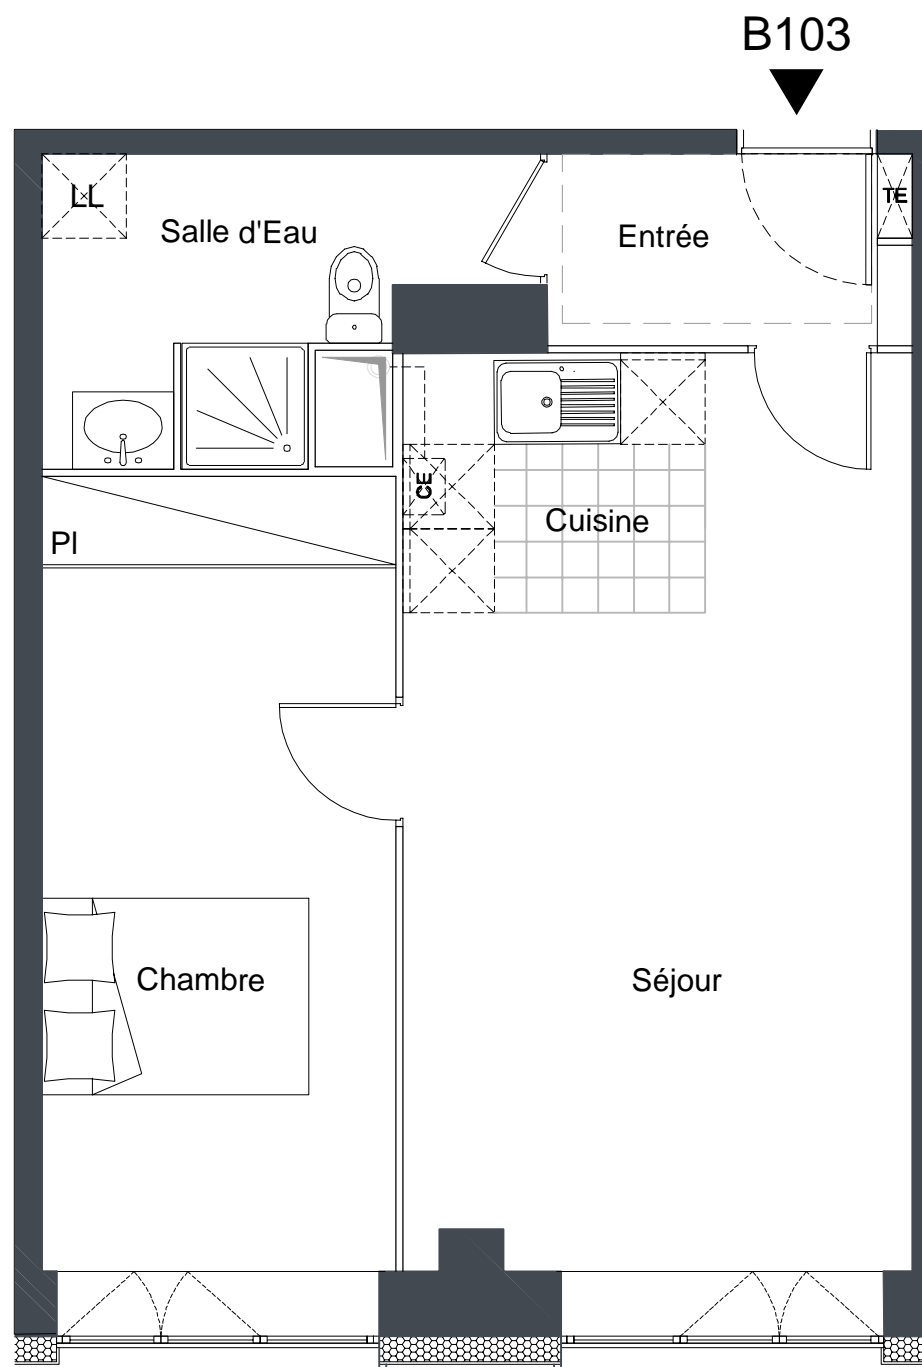 B103
LL
TE
Salle d'Eau
Entrée
CE
Cuisine
Pl
Chambre
Séjour